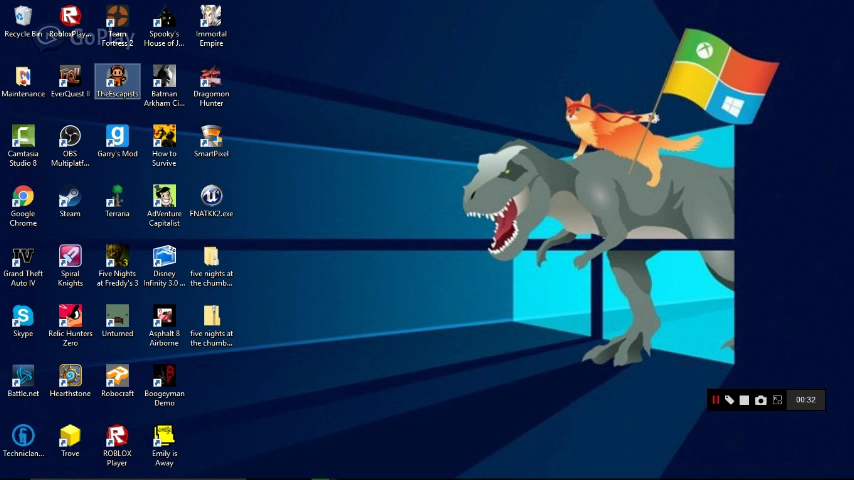 GoPlay
Recycle Bin
RobloxPlay...
Team
Fortress 2
Spooky's
House of J...
Immortal
Empire
Maintenance
EverQuest II
TheEscapists
Batman
Arkham Ci...
Dragomon
Hunter
Camtasia
Studio 8
OBS
Multiplatf...
Garry's Mod
How to
Survive
SmartPixel
Google
Chrome
Steam
Terraria
AdVenture
Capitalist
FNATKK2.exe
Grand Theft
Auto IV
Spiral
Knights
Five Nights
at Freddy's 3
Disney
Infinity 3.0 ...
five nights at
the chumb...
Skype
Relic Hunters
Zero
Unturned
Asphalt 8
Airborne
five nights at
the chumb...
Battle.net
Hearthstone
Robocraft
Boogeyman
Demo
00:32
Techniclan...
Trove
ROBLOX
Player
Emily is
Away